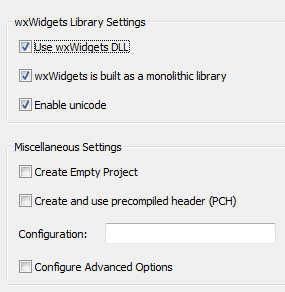 wxWidgets Library Settings
Use wxWidgets DLL
wxWidgets is built as a monolithic library
Enable unicode
Miscellaneous Settings
Create Empty Project
Create and use precompiled header (PCH)
Configuration:
Configure Advanced Options